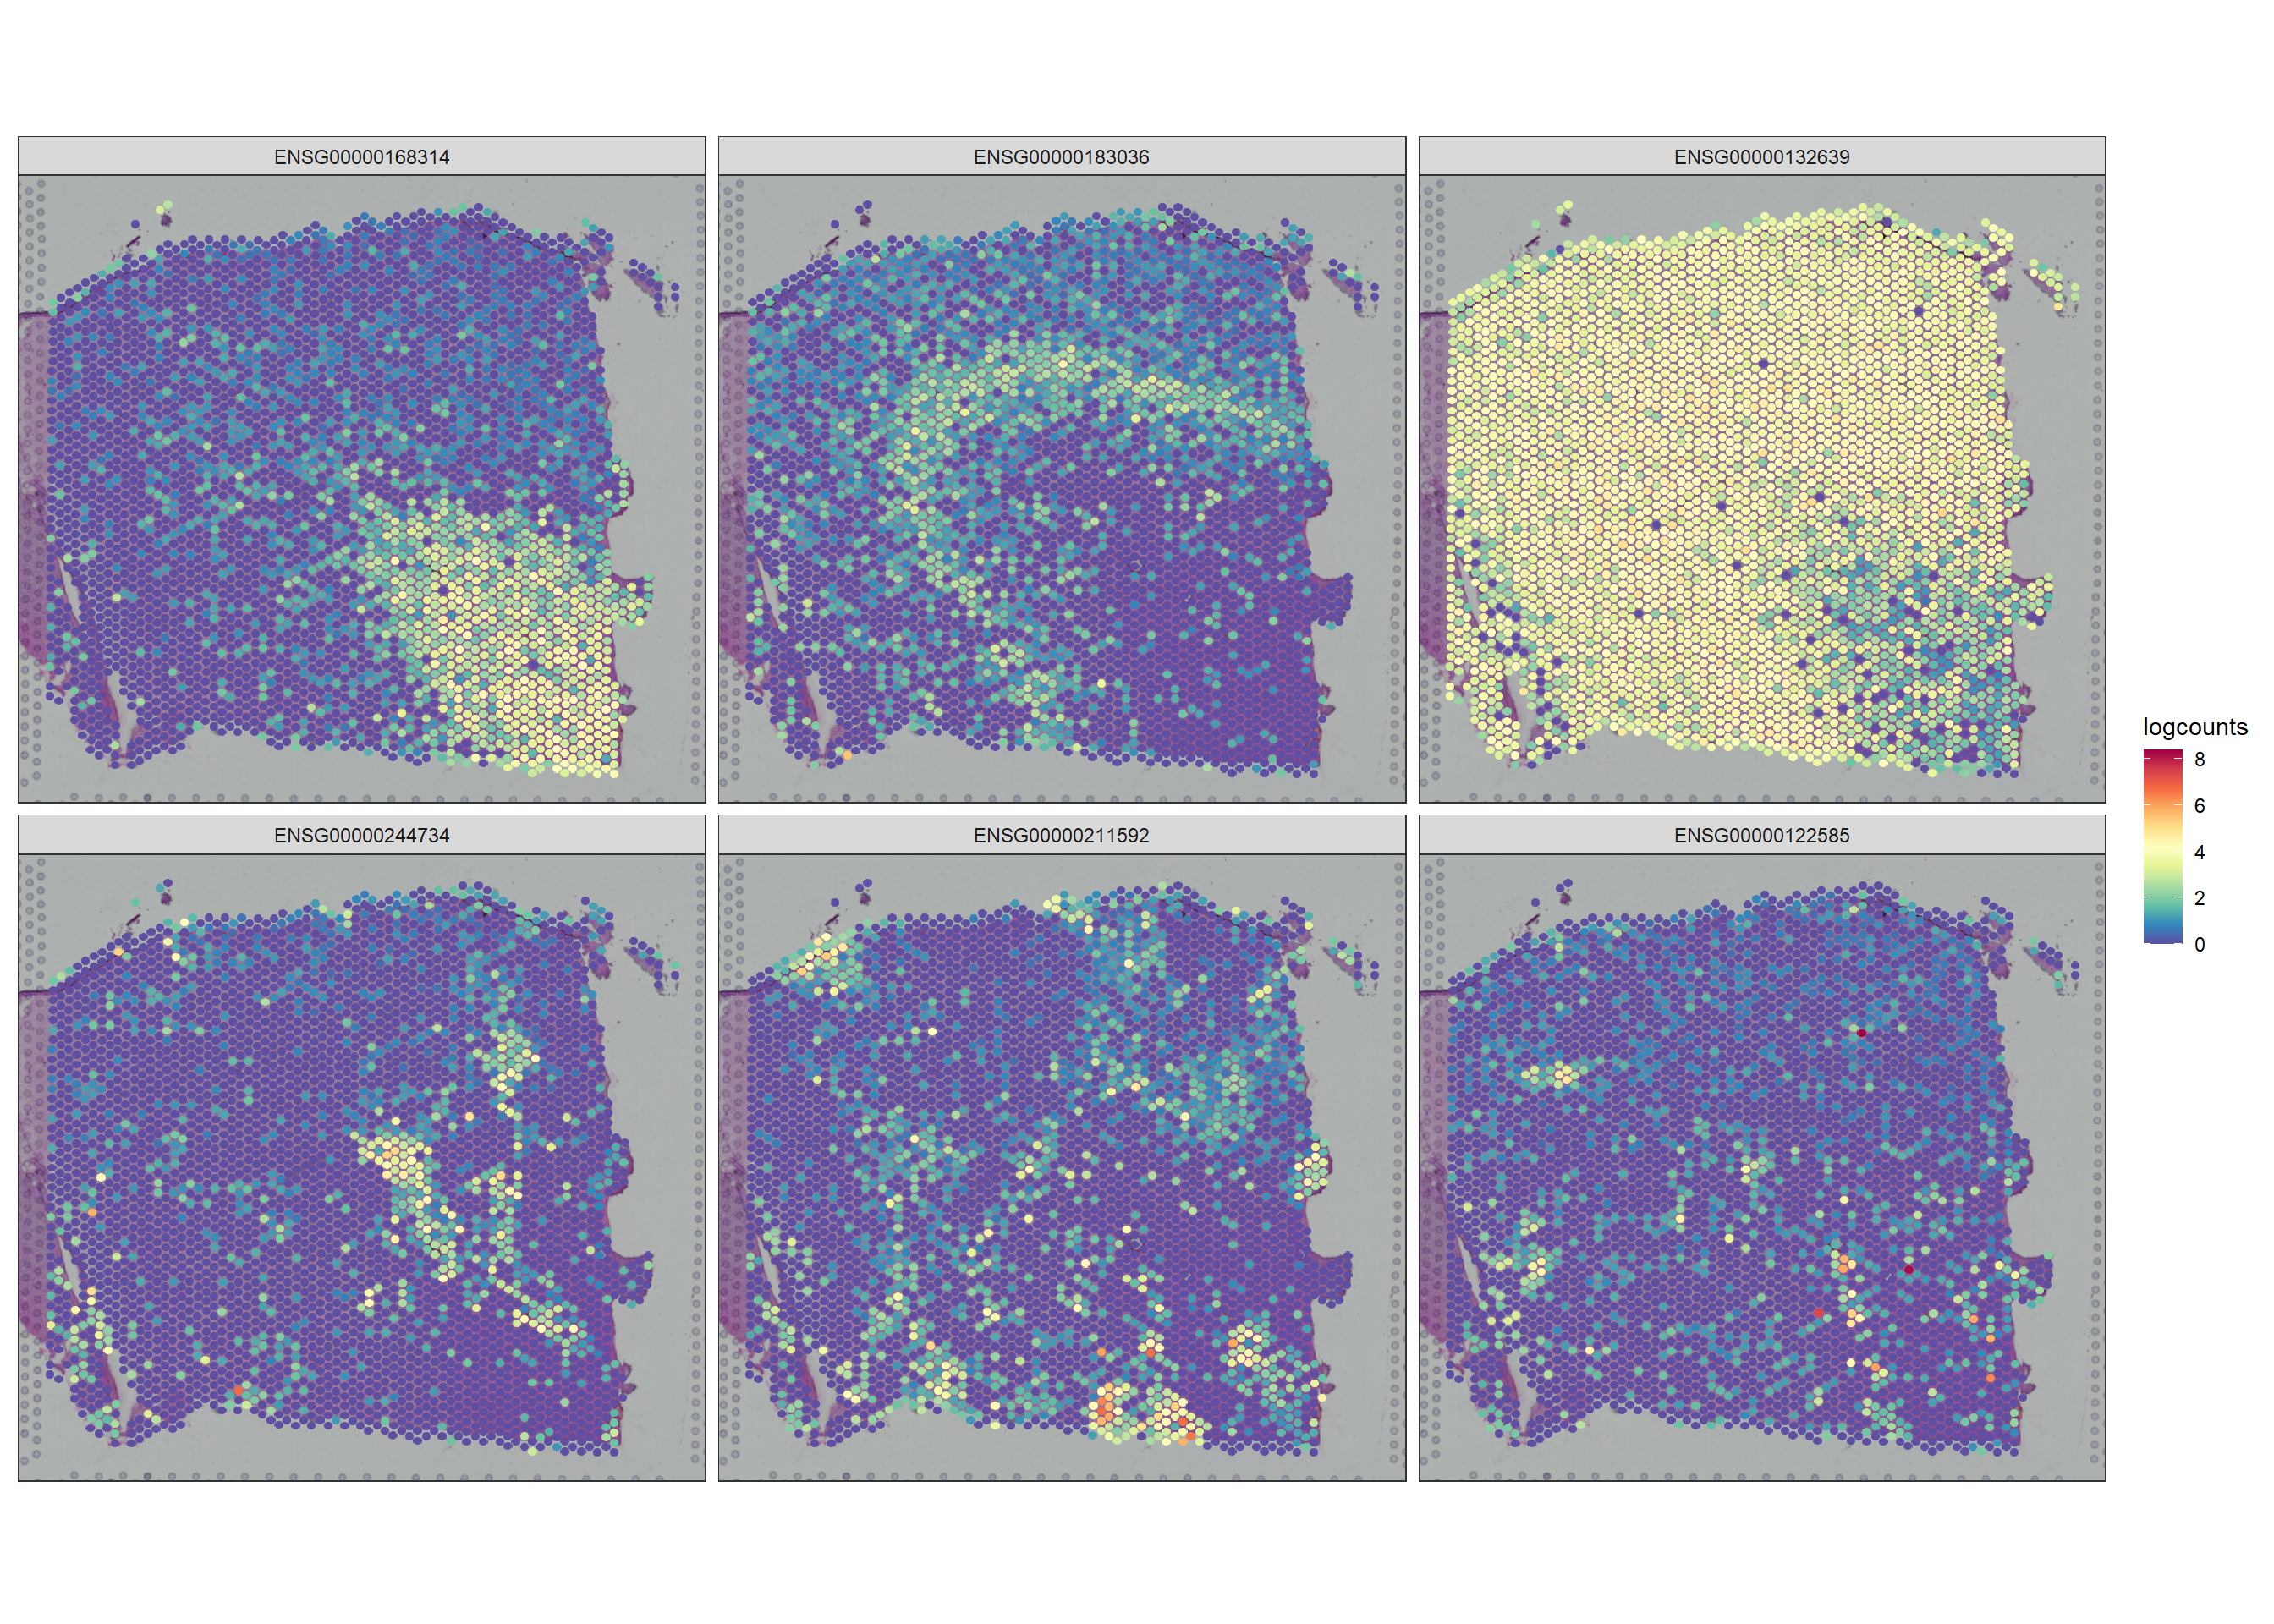 ENSG00000168314
ENSG00000183036
ENSG00000132639
ENSG00000244734
ENSG00000211592
ENSG00000122585
logcounts
8
6
4
2
0